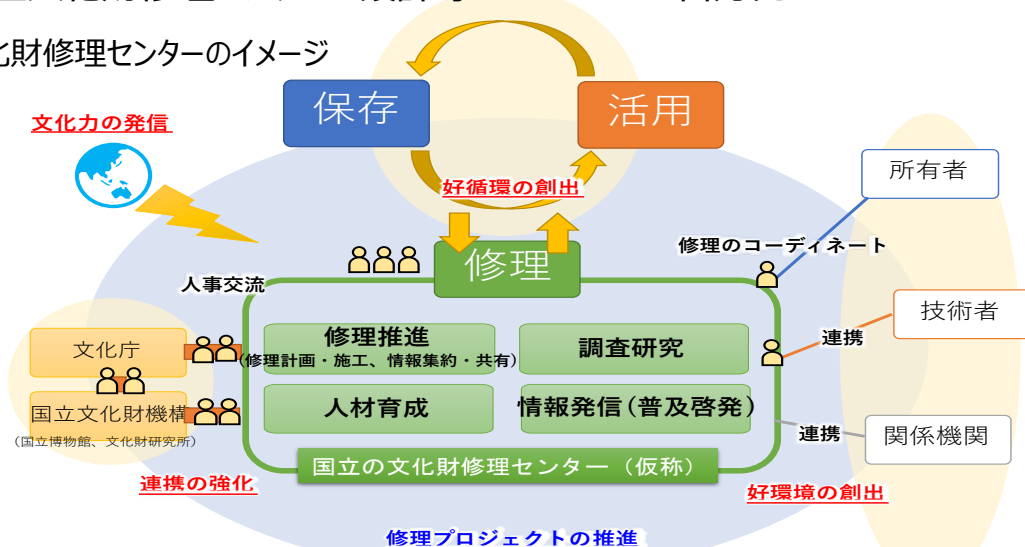 化財修理センターのイメージ
保存
活用
文化力の発信
好循環の創出
所有者
修理のコーディネート
修理
人事交流
技術者
文化庁
修理推進
(修理計画・施工、情報集約・共有)
調査研究
連携
国立文化財機構
(国立博物館、文化財研究所)
人材育成
情報発信(普及啓発)
連携
関係機関
国立の文化財修理センター(仮称)
連携の強化
好環境の創出
修理プロジェクトの推進